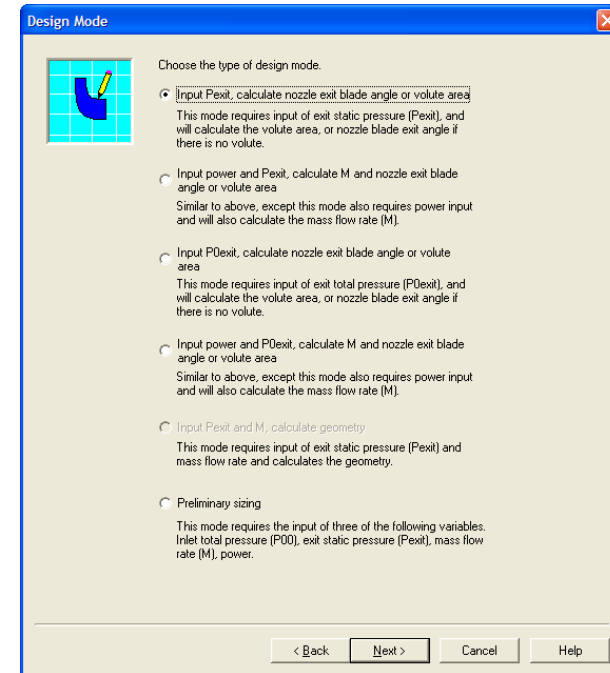 Design Mode
Choose the type of design mode.
Input Pexit, calculate nozzle exit blade angle or volute area
This mode requires input of exit static pressure (Pexit), and
will calculate the volute area, or nozzle blade exit angle if
there is no volute.
Input power and Pexit, calculate M and nozzle exit blade
angle or volute area
Similar to above, except this mode also requires power input
and will also calculate the mass flow rate (M).
Input P0exit, calculate nozzle exit blade angle or volute
area
This mode requires input of exit total pressure (P0exit), and
will calculate the volute area, or nozzle blade exit angle if
there is no volute.
Input power and P0exit, calculate M and nozzle exit blade
angle or volute area
Similar to above, except this mode also requires power input
and will also calculate the mass flow rate (M).
Input Pexit and M, calculate geometry
This mode requires input of exit static pressure (Pexit) and
mass flow rate and calculates the geometry.
Preliminary sizing
This mode requires the input of three of the following variables.
Inlet total pressure (P00), exit static pressure (Pexit), mass flow
rate (M), power.
< Back Next > Cancel Help